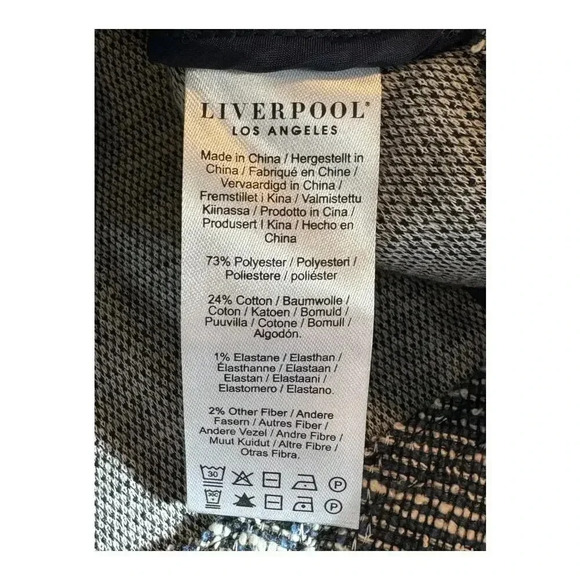 LIVERPOOL®
LOS ANGELES
Made in China / Hergestellt in
China / Fabriqué en Chine /
Vervaardigd in China /
Fremstillet i Kina / Valmistettu
Kiinassa / Prodotto in Cina /
Produsert I Kina / Hecho en
China
73% Polyester / Polyesteri /
Poliestere / poliéster
24% Cotton / Baumwolle /
Coton / Katoen / Bomuld /
Puuvilla / Cotone / Bomull /
Algodón.
1% Elastane / Elasthan /
Élasthanne / Elastaan /
Elastan / Elastaani /
Elastomero / Elastano.
2% Other Fiber / Andere
Fasern / Autres Fiber /
Andere Vezel / Andre Fibre /
Muut Kuidut / Altre Fibre /
Otras Fibra.
30 P
P